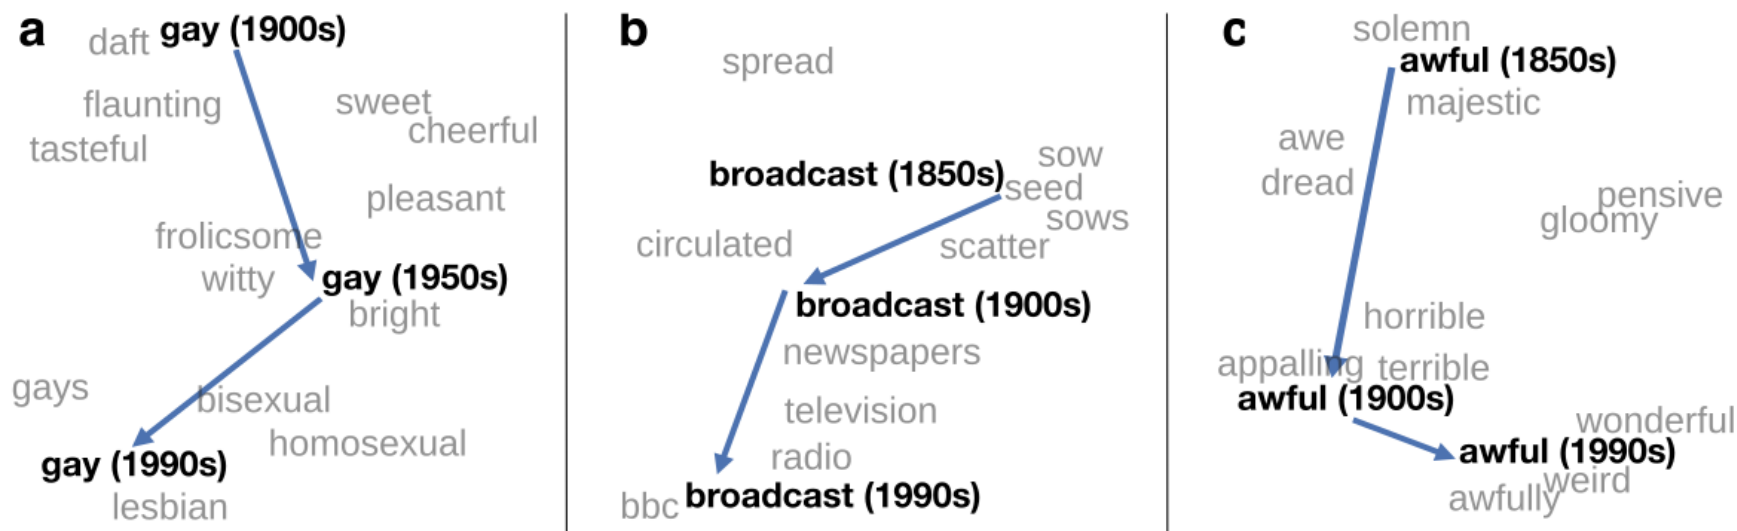 a
daft gay (1900s)
flaunting
sweet
cheerful
tasteful
pleasant
frolicsome
witty
gay (1950s)
bright
gays
bisexual
homosexual
gay (1990s)
lesbian
b
spread
broadcast (1850s)
sow
seed
sows
circulated
scatter
broadcast (1900s)
newspapers
television
radio
bbc broadcast (1990s)
c
solemn
awful (1850s)
majestic
awe
dread
pensive
gloomy
horrible
appalling terrible
awful (1900s)
wonderful
awful (1990s)
weird
awfully